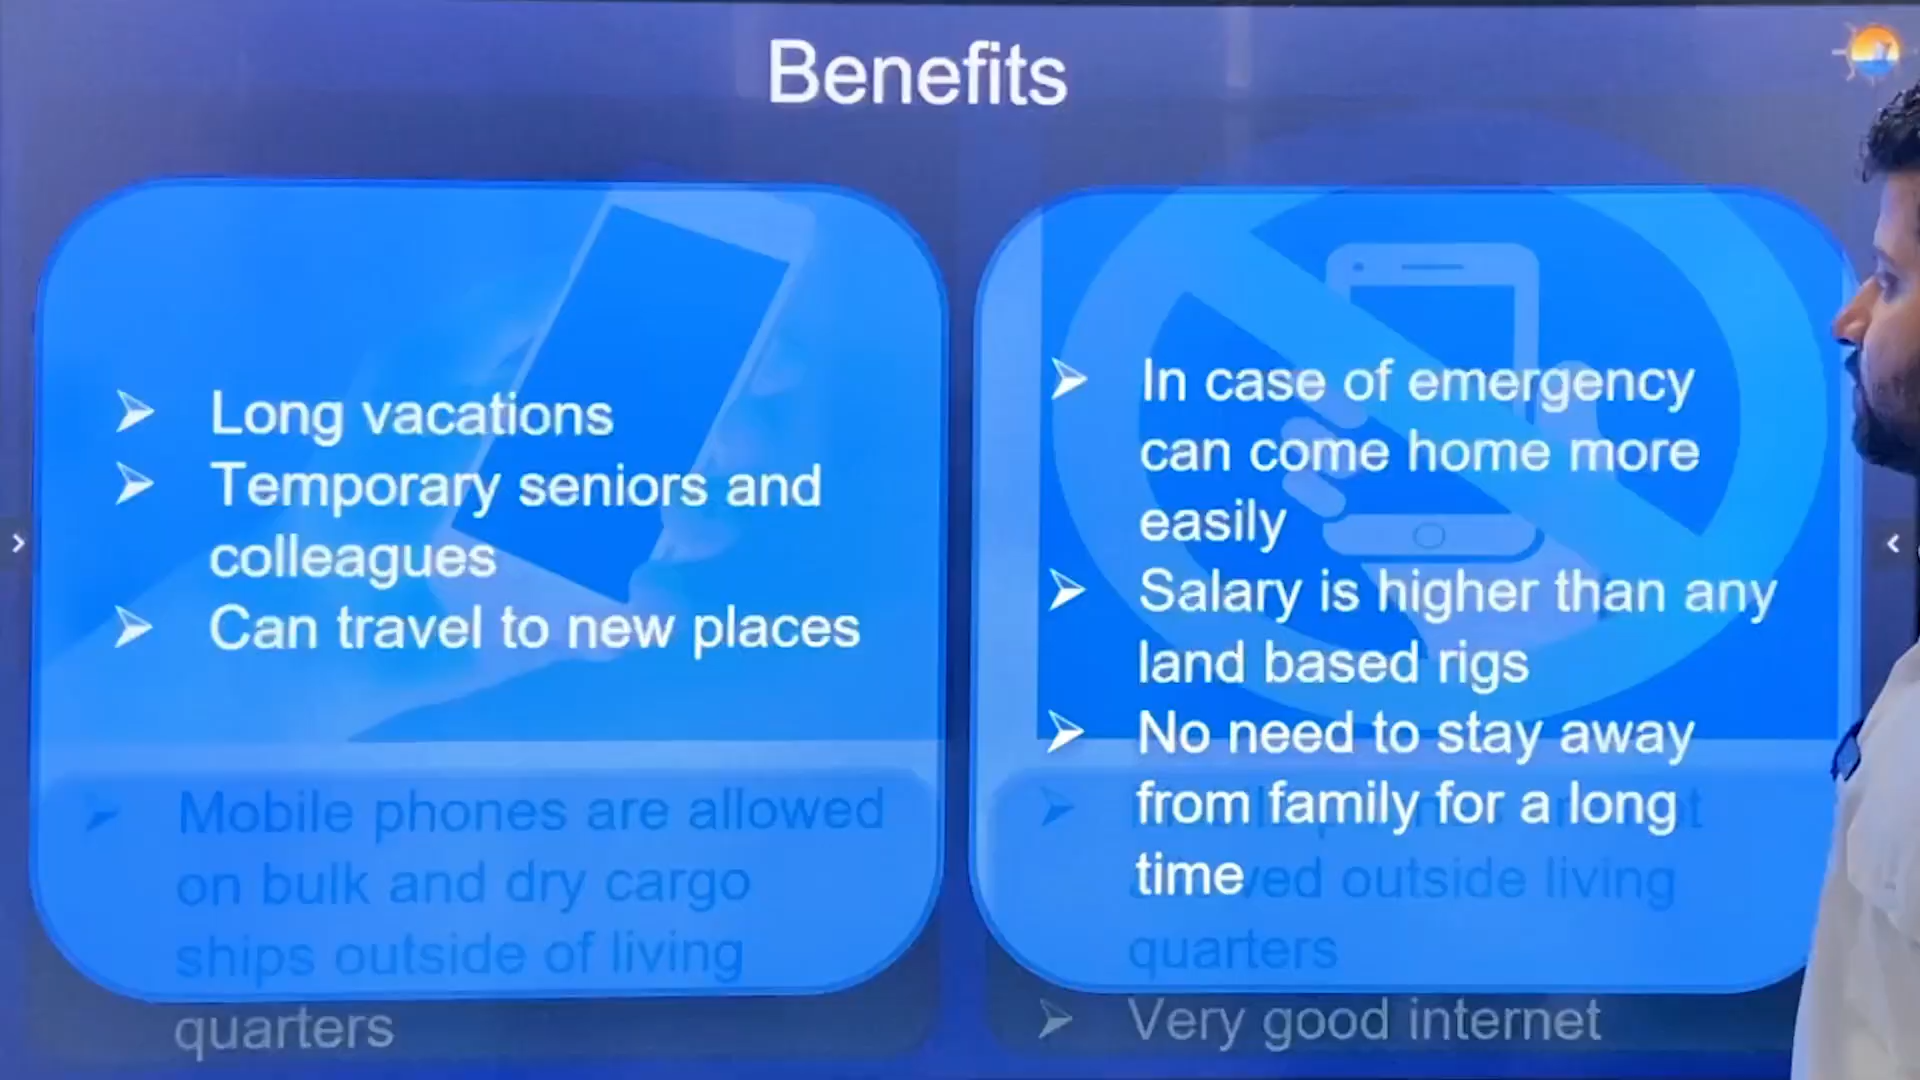 Benefits
Long vacations
Temporary seniors and
colleagues
Can travel to new places
Mobile phones are allowed
on bulk and dry cargo
ships outside of living
quarters
In case of emergency
can come home more
easily
Salary is higher than any
land based rigs
No need to stay away
from family for a long
time
outside living
quarters
Very good internet